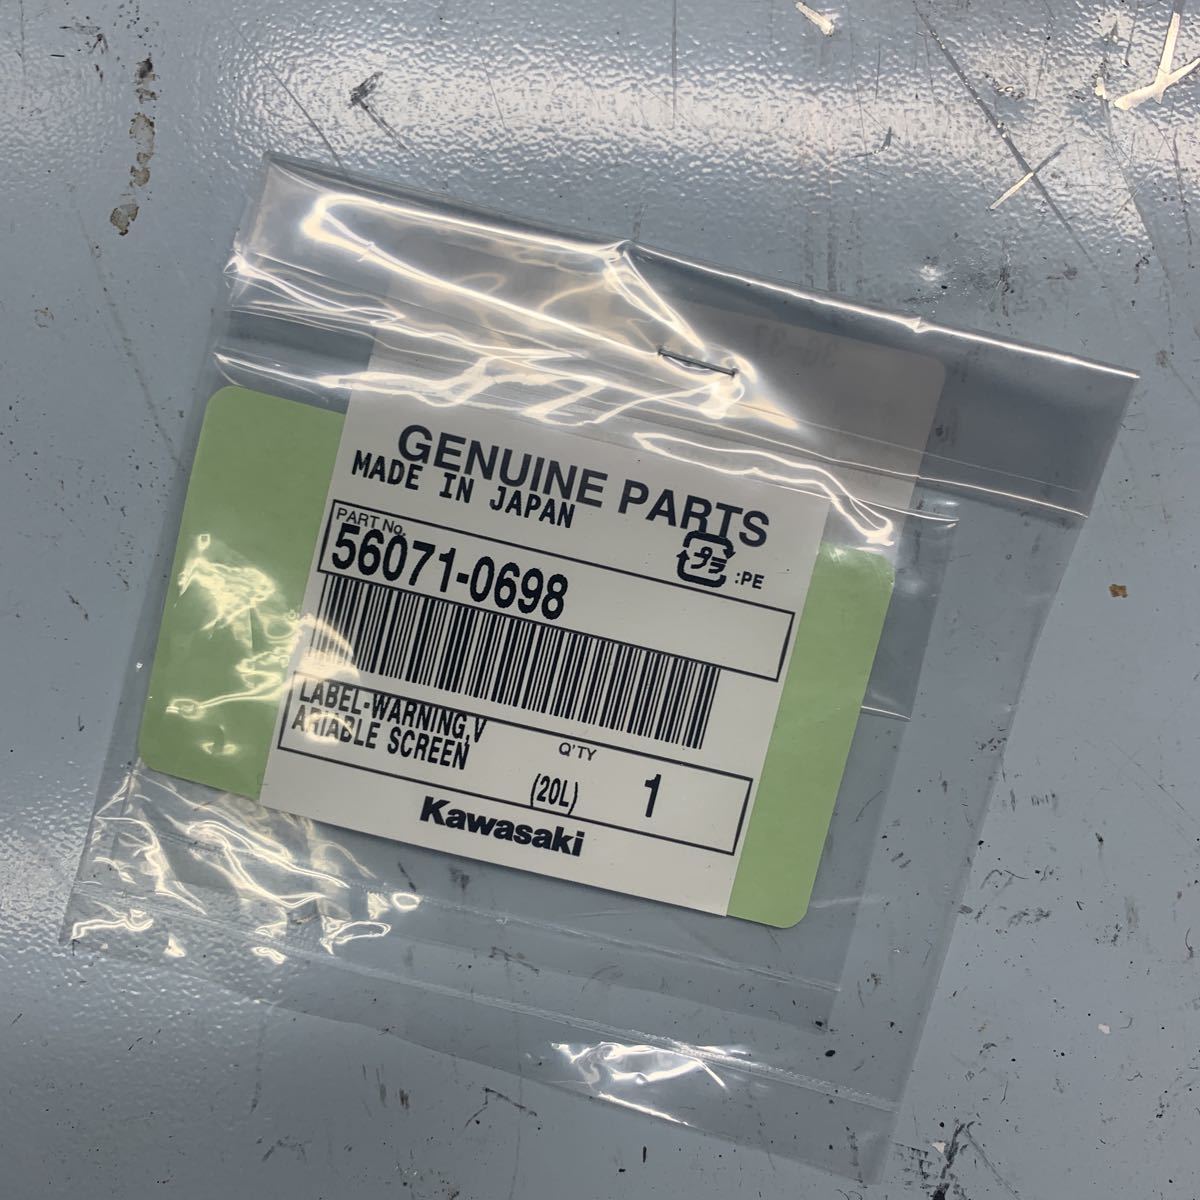 GENUINE PARTS
MADE IN JAPAN
プラ :PE
PART No.
56071-0698
LABEL-WARNING,V
ARIABLE SCREEN
Q'TY
(20L) 1
Kawasaki